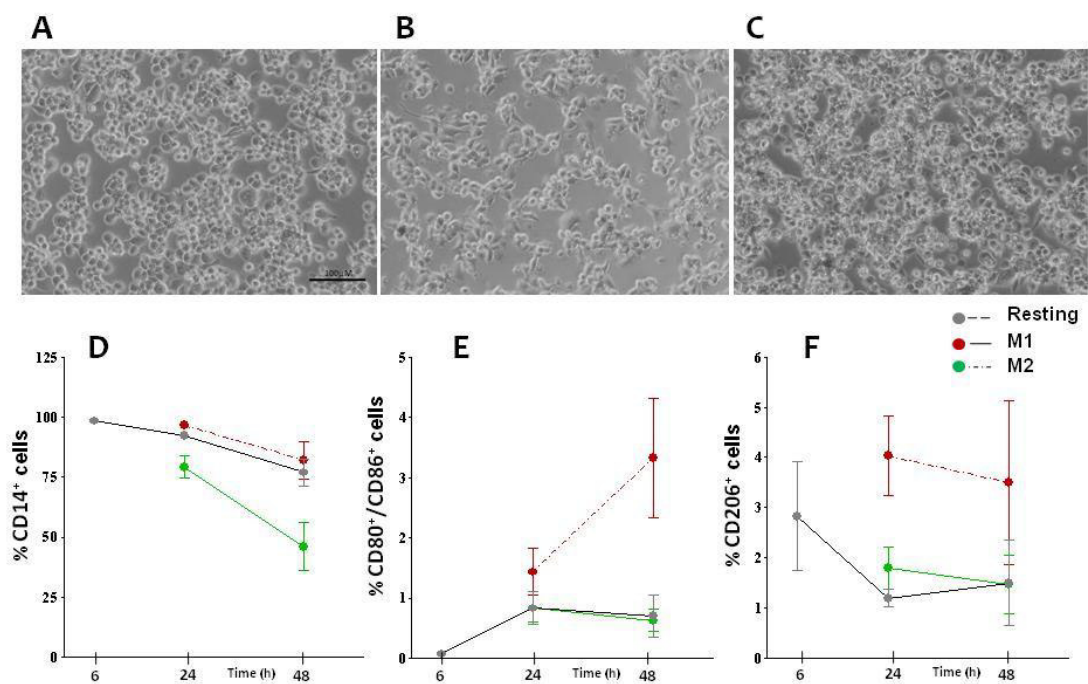 A
B
C
100µM
Resting
M1
M2
D
E
F
% CD14+ cells
125
100
75
50
25
0
6
24
Time (h)
48
% CD80+/CD86+ cells
5
4
3
2
1
0
6
24
Time (h)
48
% CD206+ cells
6
5
4
3
2
1
0
6
24
Time (h)
48